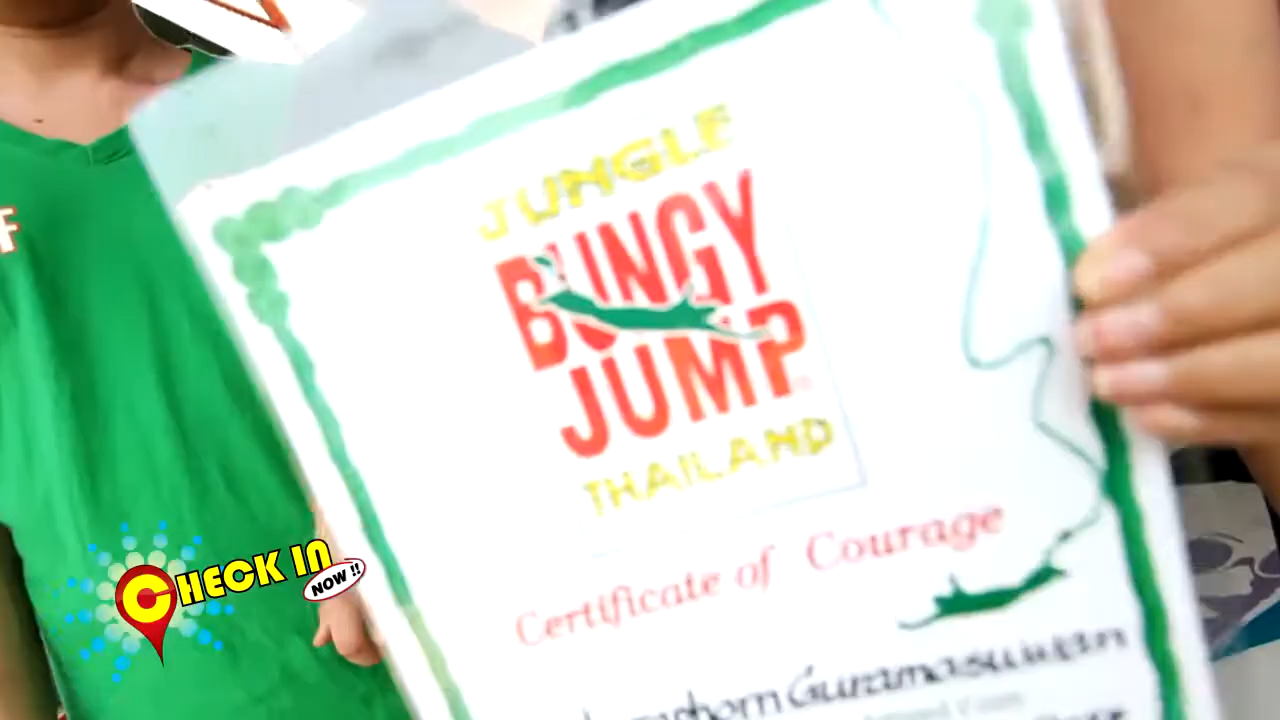 JUNGLE
BUNGY
JUMP
THAILAND
Certificate of Courage
CHECK IN
NOW !!
F